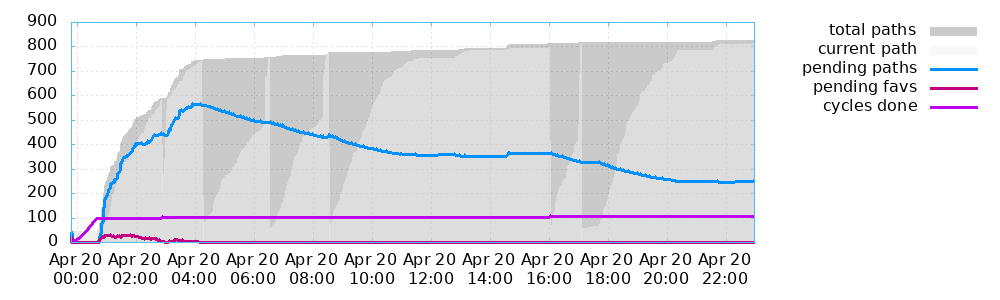 900
800
700
600
500
400
300
200
100
0
Apr 20 Apr 20 Apr 20 Apr 20 Apr 20 Apr 20 Apr 20 Apr 20 Apr 20 Apr 20 Apr 20 Apr 20
00:00 02:00 04:00 06:00 08:00 10:00 12:00 14:00 16:00 18:00 20:00 22:00
total paths
current path
pending paths
pending favs
cycles done